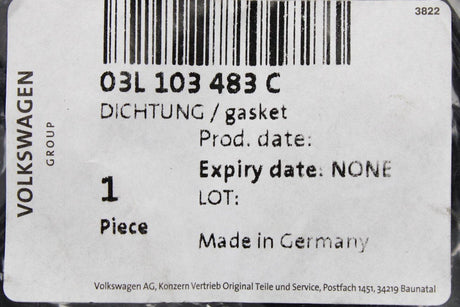 3822
03L 103 483 C
DICHTUNG / gasket
Prod. date:
Expiry date: NONE
LOT:
1
Piece
Made in Germany
VOLKSWAGEN
GROUP
Volkswagen AG, Konzern Vertrieb Original Teile und Service, Postfach 1451, 34219 Baunatal